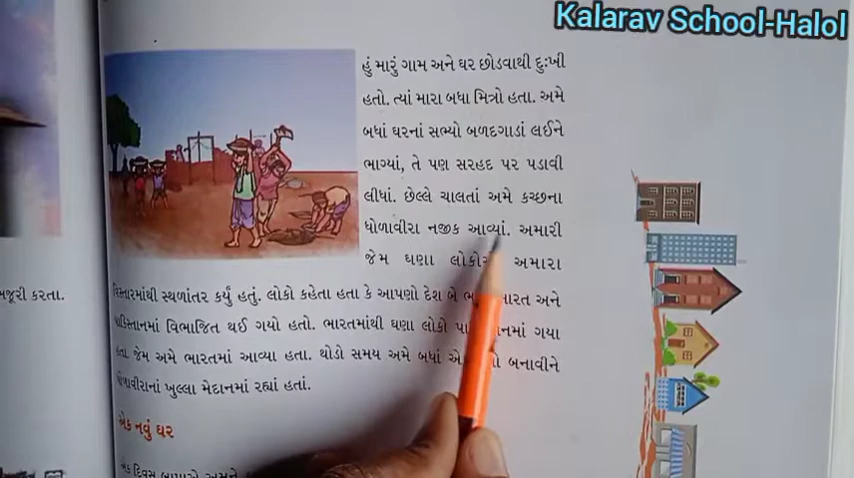 Kalarav School-Halol
હું મારું ગામ અને ઘર છોડવાથી દુઃખી
હતો. ત્યાં મારા બધા મિત્રો હતા. અમે
બધાં ઘરનાં સભ્યો બળદગાડાં લઈને
ભાગ્યાં, તે પણ સરહદ પર પડાવી
લીધાં. છેલ્લે ચાલતાં અમે કચ્છના
ધોળાવીરા નજીક આવ્યાં. અમારી
જેમ ઘણા અમારા
વિસ્તારમાંથી સ્થળાંતર કર્યું હતું. લોકો કહેતા હતા કે આપણો દેશ બે અને
પાકિસ્તાનમાં વિભાજિત થઈ ગયો હતો. ભારતમાંથી ઘણા લોકો ગયા
હતા જેમ અમે ભારતમાં આવ્યા હતા. થોડો સમય અમે બધાં બનાવીને
ધોળાવીરાનાં ખુલ્લા મેદાનમાં રહ્યાં હતાં.
એક નવું ઘર
એક દિવસ
મજૂરી કરતા.